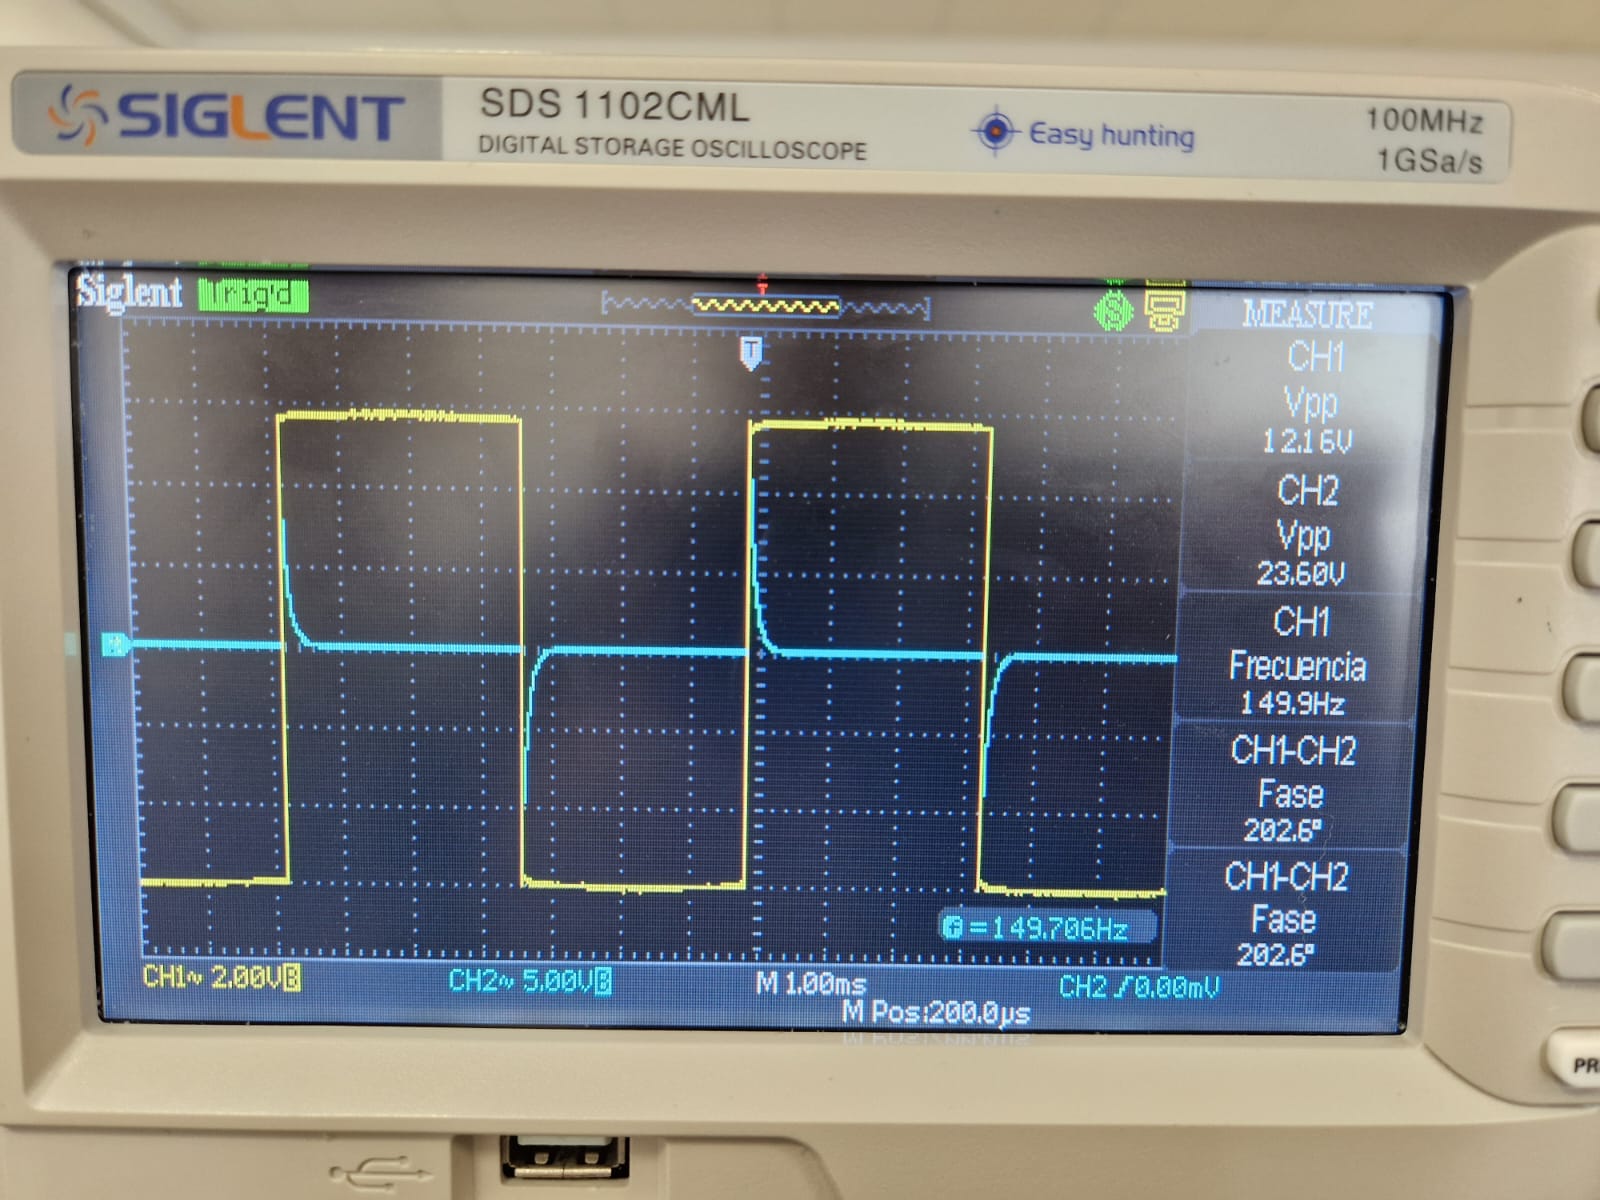 SIGLENT
SDS 1102CML
DIGITAL STORAGE OSCILLOSCOPE
Easy hunting
100MHz
1GSa/s
Siglent Trig'd
T
MEASURE
CH1
Vpp
12.16V
CH2
Vpp
23.60V
CH1
Frecuencia
149.9Hz
CH1-CH2
Fase
202.6°
CH1-CH2
Fase
202.6°
f =149.706Hz
CH1~ 2.00VB CH2~ 5.00VB M 1.00ms CH2 /0.00mV
M Pos:200.0µs